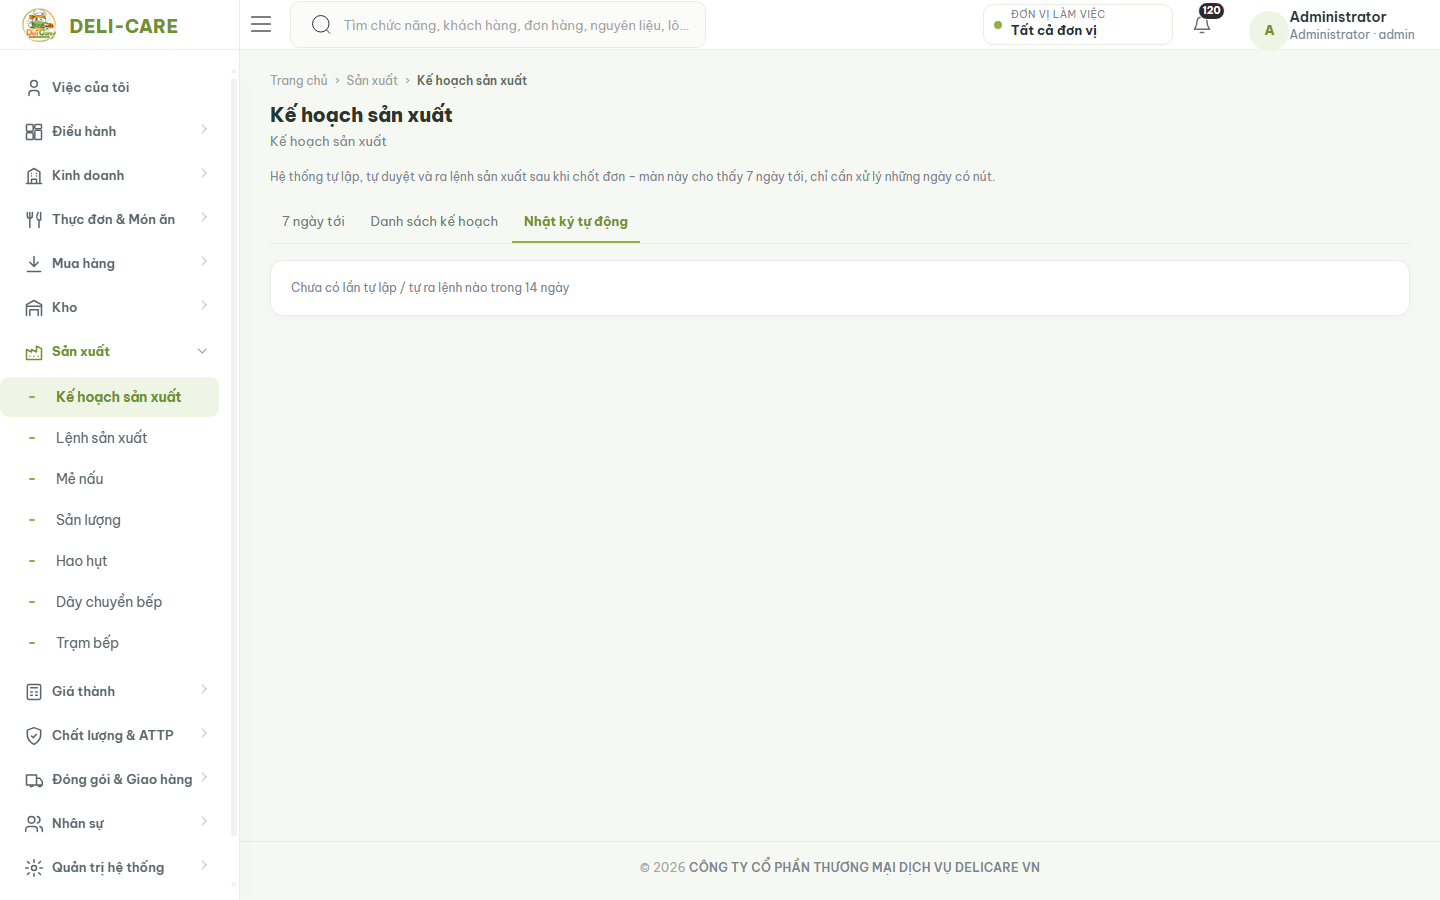 DELI-CARE
Tìm chức năng, khách hàng, đơn hàng, nguyên liệu, lô...
ĐƠN VỊ LÀM VIỆC
Tất cả đơn vị
120
A
Administrator
Administrator · admin
Việc của tôi
Điều hành
Kinh doanh
Thực đơn & Món ăn
Mua hàng
Kho
Sản xuất
Kế hoạch sản xuất
Lệnh sản xuất
Mẻ nấu
Sản lượng
Hao hụt
Dây chuyền bếp
Trạm bếp
Giá thành
Chất lượng & ATTP
Đóng gói & Giao hàng
Nhân sự
Quản trị hệ thống
Trang chủ › Sản xuất › Kế hoạch sản xuất
Kế hoạch sản xuất
Kế hoạch sản xuất
Hệ thống tự lập, tự duyệt và ra lệnh sản xuất sau khi chốt đơn – màn này cho thấy 7 ngày tới, chỉ cần xử lý những ngày có nút.
7 ngày tới Danh sách kế hoạch Nhật ký tự động
Chưa có lần tự lập / tự ra lệnh nào trong 14 ngày
© 2026 CÔNG TY CỔ PHẦN THƯƠNG MẠI DỊCH VỤ DELICARE VN